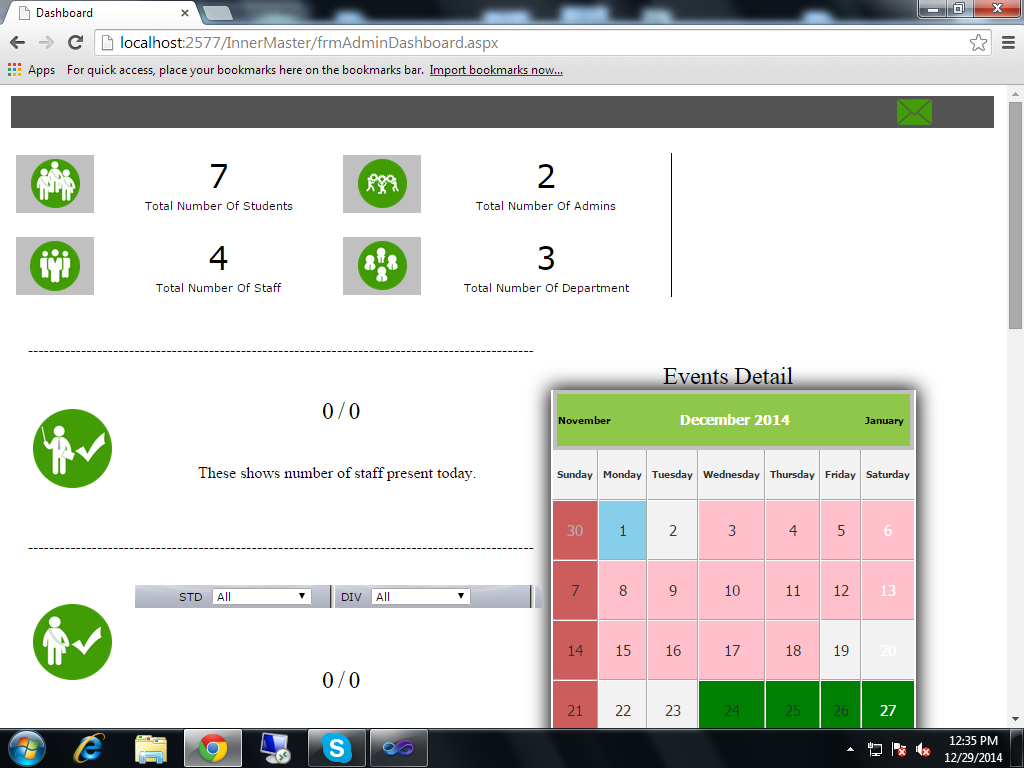 Dashboard
localhost:2577/InnerMaster/frmAdminDashboard.aspx
Apps For quick access, place your bookmarks here on the bookmarks bar. Import bookmarks now...
7 2
Total Number Of Students Total Number Of Admins
4 3
Total Number Of Staff Total Number Of Department
Events Detail
0 / 0
These shows number of staff present today.
STD All DIV All
0 / 0
November December 2014 January
Sunday Monday Tuesday Wednesday Thursday Friday Saturday
30 1 2 3 4 5 6
7 8 9 10 11 12 13
14 15 16 17 18 19 20
21 22 23 24 25 26 27
12:35 PM
12/29/2014